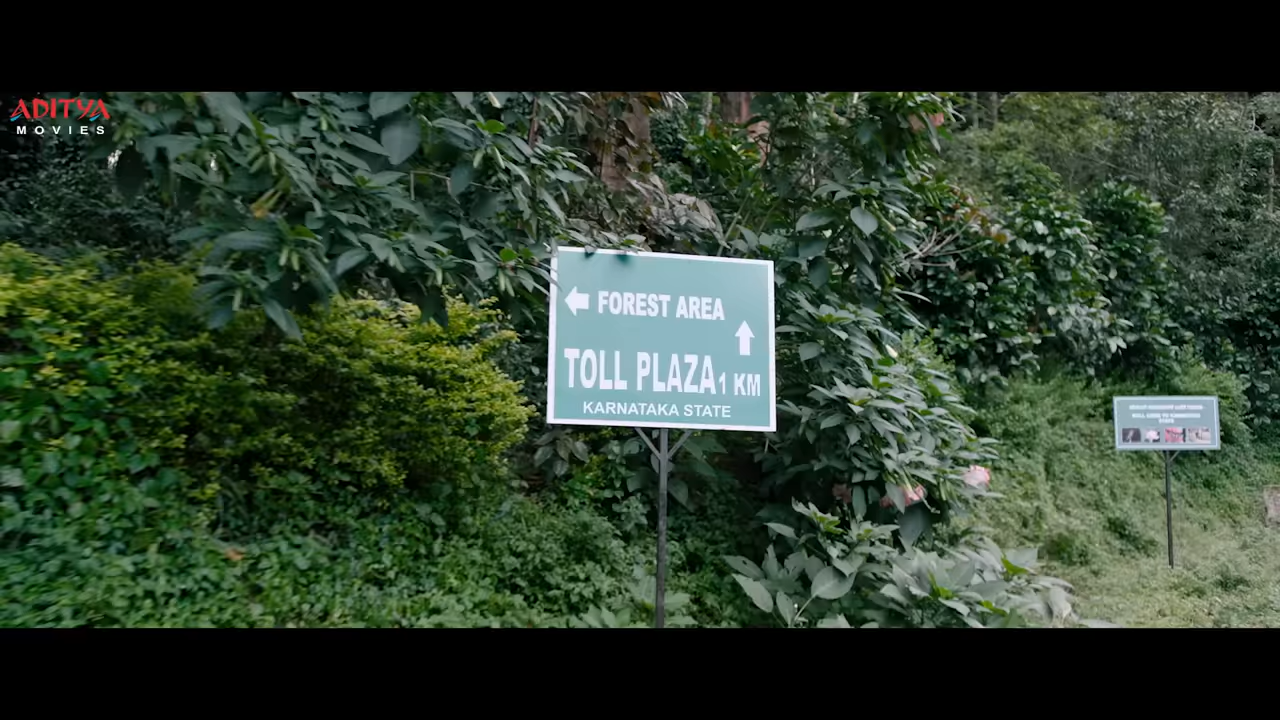 ADITYA
MOVIES
FOREST AREA
TOLL PLAZA 1 KM
KARNATAKA STATE